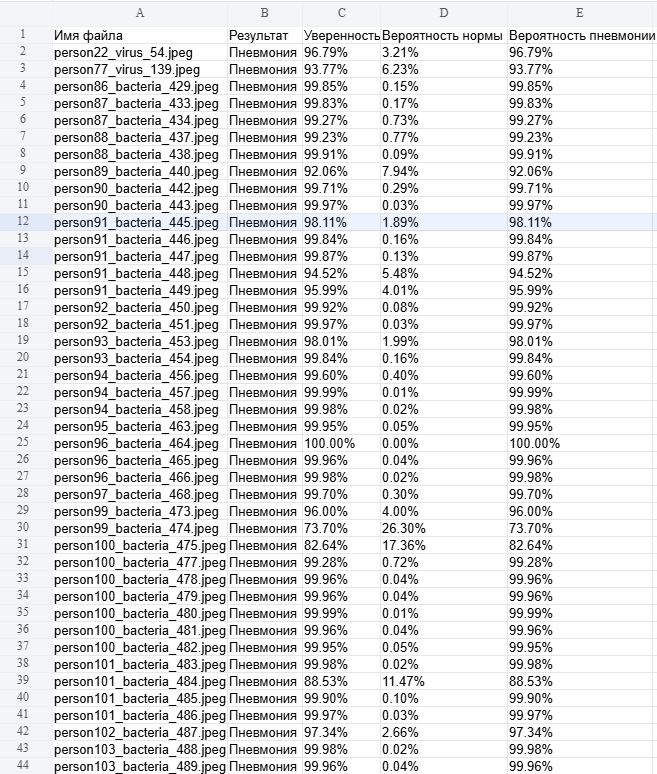 A B C D E
1 Имя файла Результат Уверенность Вероятность нормы Вероятность пневмонии
2 person22_virus_54.jpeg Пневмония 96.79% 3.21% 96.79%
3 person77_virus_139.jpeg Пневмония 93.77% 6.23% 93.77%
4 person86_bacteria_429.jpeg Пневмония 99.85% 0.15% 99.85%
5 person87_bacteria_433.jpeg Пневмония 99.83% 0.17% 99.83%
6 person87_bacteria_434.jpeg Пневмония 99.27% 0.73% 99.27%
7 person88_bacteria_437.jpeg Пневмония 99.23% 0.77% 99.23%
8 person88_bacteria_438.jpeg Пневмония 99.91% 0.09% 99.91%
9 person89_bacteria_440.jpeg Пневмония 92.06% 7.94% 92.06%
10 person90_bacteria_442.jpeg Пневмония 99.71% 0.29% 99.71%
11 person90_bacteria_443.jpeg Пневмония 99.97% 0.03% 99.97%
12 person91_bacteria_445.jpeg Пневмония 98.11% 1.89% 98.11%
13 person91_bacteria_446.jpeg Пневмония 99.84% 0.16% 99.84%
14 person91_bacteria_447.jpeg Пневмония 99.87% 0.13% 99.87%
15 person91_bacteria_448.jpeg Пневмония 94.52% 5.48% 94.52%
16 person91_bacteria_449.jpeg Пневмония 95.99% 4.01% 95.99%
17 person92_bacteria_450.jpeg Пневмония 99.92% 0.08% 99.92%
18 person92_bacteria_451.jpeg Пневмония 99.97% 0.03% 99.97%
19 person93_bacteria_453.jpeg Пневмония 98.01% 1.99% 98.01%
20 person93_bacteria_454.jpeg Пневмония 99.84% 0.16% 99.84%
21 person94_bacteria_456.jpeg Пневмония 99.60% 0.40% 99.60%
22 person94_bacteria_457.jpeg Пневмония 99.99% 0.01% 99.99%
23 person94_bacteria_458.jpeg Пневмония 99.98% 0.02% 99.98%
24 person95_bacteria_463.jpeg Пневмония 99.95% 0.05% 99.95%
25 person96_bacteria_464.jpeg Пневмония 100.00% 0.00% 100.00%
26 person96_bacteria_465.jpeg Пневмония 99.96% 0.04% 99.96%
27 person96_bacteria_466.jpeg Пневмония 99.98% 0.02% 99.98%
28 person97_bacteria_468.jpeg Пневмония 99.70% 0.30% 99.70%
29 person99_bacteria_473.jpeg Пневмония 96.00% 4.00% 96.00%
30 person99_bacteria_474.jpeg Пневмония 73.70% 26.30% 73.70%
31 person100_bacteria_475.jpeg Пневмония 82.64% 17.36% 82.64%
32 person100_bacteria_477.jpeg Пневмония 99.28% 0.72% 99.28%
33 person100_bacteria_478.jpeg Пневмония 99.96% 0.04% 99.96%
34 person100_bacteria_479.jpeg Пневмония 99.96% 0.04% 99.96%
35 person100_bacteria_480.jpeg Пневмония 99.99% 0.01% 99.99%
36 person100_bacteria_481.jpeg Пневмония 99.96% 0.04% 99.96%
37 person100_bacteria_482.jpeg Пневмония 99.95% 0.05% 99.95%
38 person101_bacteria_483.jpeg Пневмония 99.98% 0.02% 99.98%
39 person101_bacteria_484.jpeg Пневмония 88.53% 11.47% 88.53%
40 person101_bacteria_485.jpeg Пневмония 99.90% 0.10% 99.90%
41 person101_bacteria_486.jpeg Пневмония 99.97% 0.03% 99.97%
42 person102_bacteria_487.jpeg Пневмония 97.34% 2.66% 97.34%
43 person103_bacteria_488.jpeg Пневмония 99.98% 0.02% 99.98%
44 person103_bacteria_489.jpeg Пневмония 99.96% 0.04% 99.96%